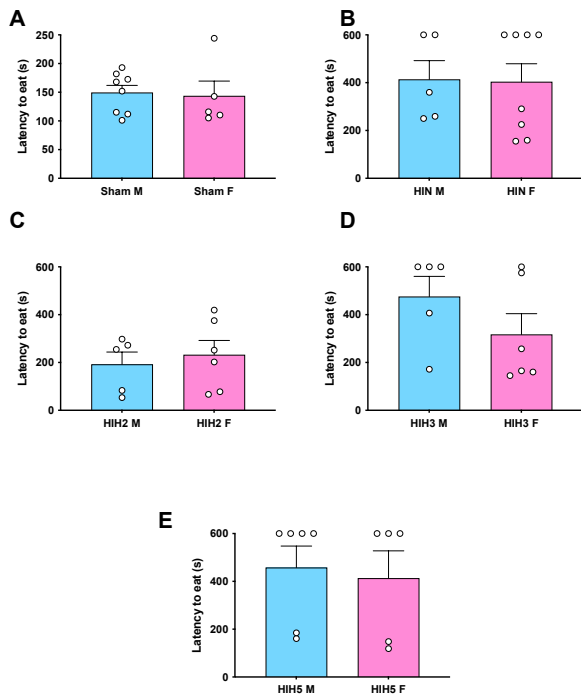 A
Latency to eat (s)
250
200
150
100
50
0
Sham M
Sham F
B
Latency to eat (s)
600
400
200
0
HIN M
HIN F
C
Latency to eat (s)
600
400
200
0
HIH2 M
HIH2 F
D
Latency to eat (s)
600
400
200
0
HIH3 M
HIH3 F
E
Latency to eat (s)
600
400
200
0
HIH5 M
HIH5 F